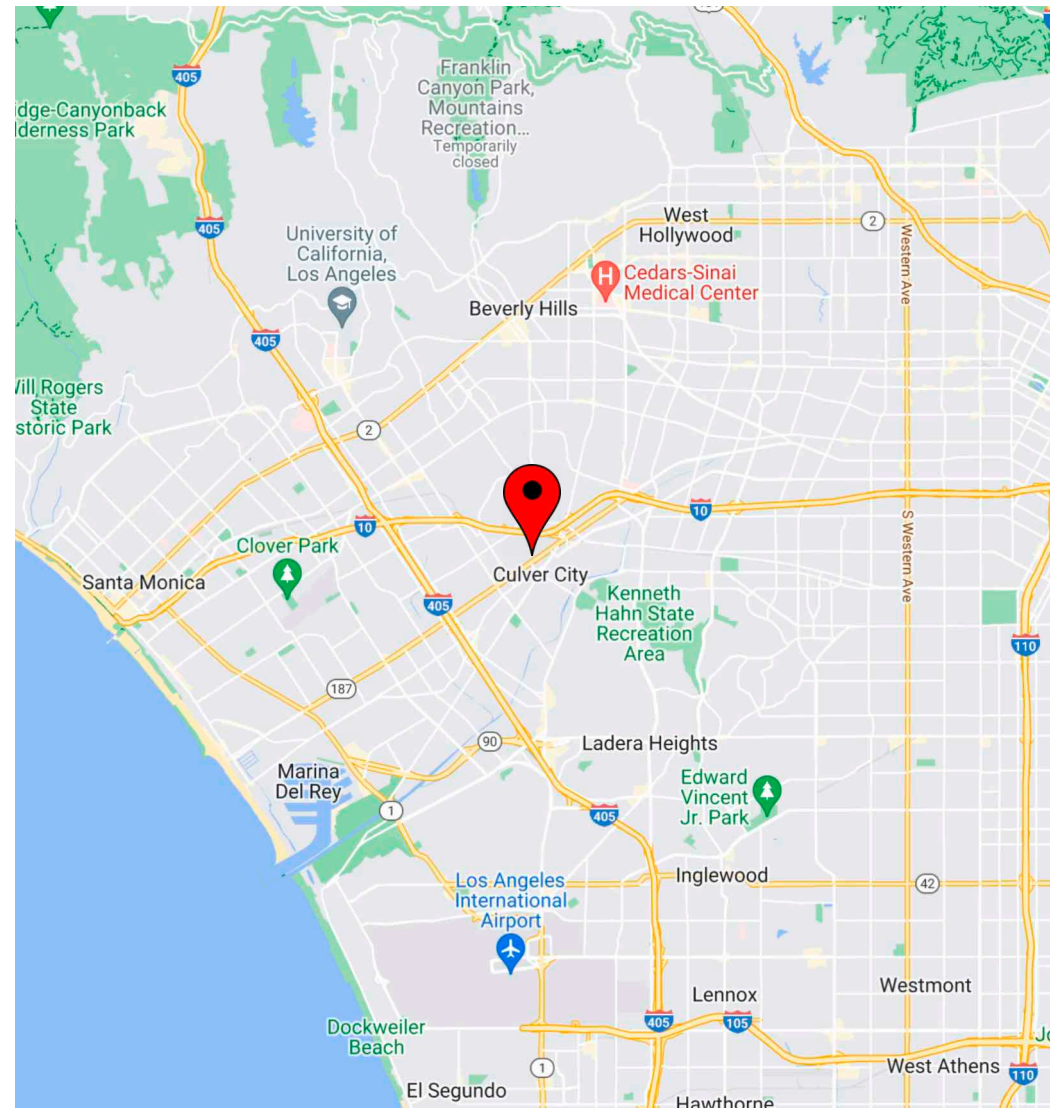 405
Franklin
Canyon Park,
Mountains
Recreation...
Temporarily
closed
idge-Canyonback
lderness Park
405
University of
California,
Los Angeles
West
Hollywood
2
Western Ave
Cedars-Sinai
Medical Center
H
Beverly Hills
405
Will Rogers
State
storic Park
2
10
10
Clover Park
S Western Ave
Santa Monica
Culver City
405
Kenneth
Hahn State
Recreation
Area
110
187
90
Ladera Heights
Marina
Del Rey
1
Edward
Vincent
Jr. Park
405
Inglewood
42
Los Angeles
International
Airport
Westmont
Lennox
405
105
Dockweiler
Beach
1
West Athens
110
El Segundo
Hawthorne